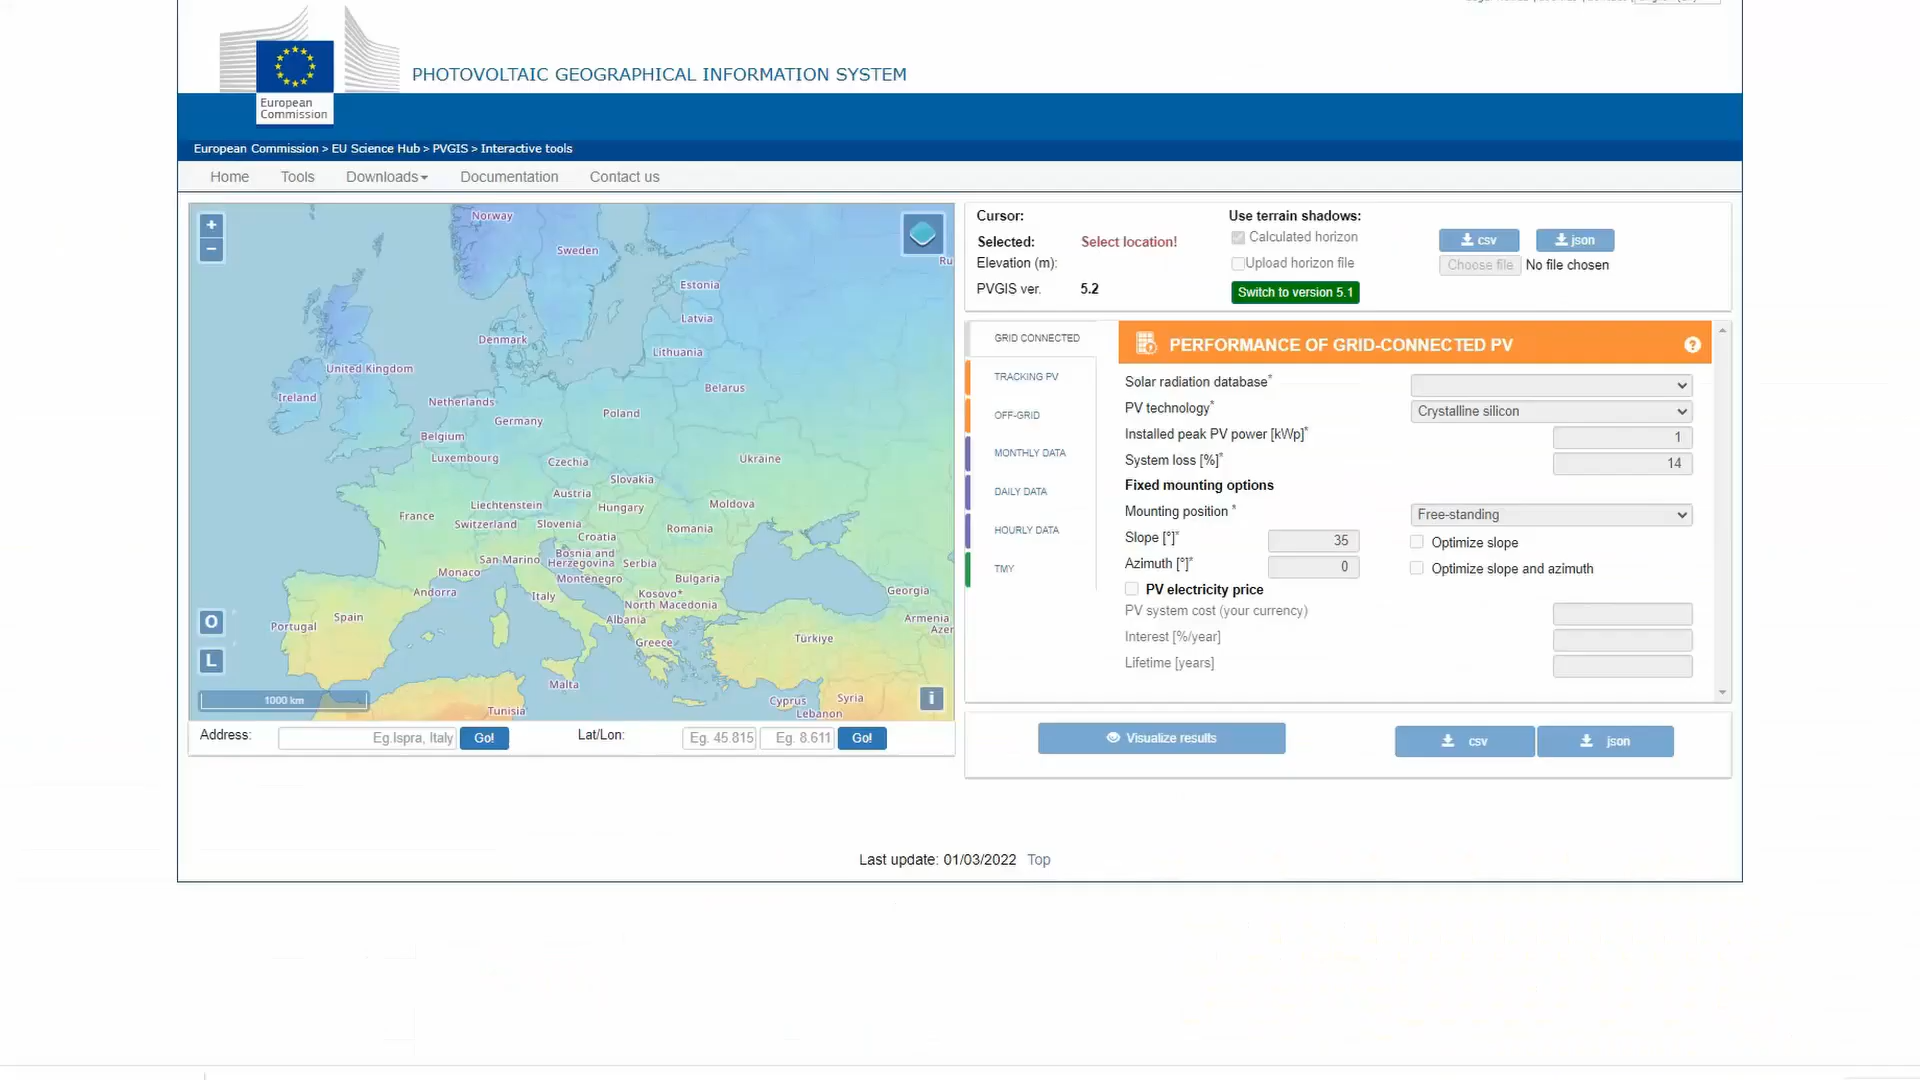 European
Commission
PHOTOVOLTAIC GEOGRAPHICAL INFORMATION SYSTEM
European Commission > EU Science Hub > PVGIS > Interactive tools
Home Tools Downloads Documentation Contact us
+
−
Norway
Sweden
Ru
Estonia
Latvia
Denmark
Lithuania
United Kingdom
Belarus
Ireland
Netherlands
Germany
Poland
Belgium
Luxembourg
Czechia
Ukraine
Slovakia
Austria
Liechtenstein
Hungary
Moldova
France
Switzerland
Slovenia
Romania
Croatia
San Marino
Bosnia and
Herzegovina
Serbia
Monaco
Montenegro
Bulgaria
Andorra
Italy
Kosovo*
North Macedonia
Georgia
Spain
Portugal
Albania
Armenia
Azer
Greece
Türkiye
Malta
Cyprus
Syria
Lebanon
Tunisia
O
L
1000 km
i
Address: Eg.Ispra, Italy Go! Lat/Lon: Eg. 45.815 Eg. 8.611 Go!
Cursor:
Selected: Select location!
Elevation (m):
PVGIS ver. 5.2
Use terrain shadows:
Calculated horizon
Upload horizon file
Switch to version 5.1
csv json
Choose file No file chosen
GRID CONNECTED
TRACKING PV
OFF-GRID
MONTHLY DATA
DAILY DATA
HOURLY DATA
TMY
PERFORMANCE OF GRID-CONNECTED PV ?
Solar radiation database*
PV technology* Crystalline silicon
Installed peak PV power [kWp]* 1
System loss [%]* 14
Fixed mounting options
Mounting position * Free-standing
Slope [°]* 35 Optimize slope
Azimuth [°]* 0 Optimize slope and azimuth
PV electricity price
PV system cost (your currency)
Interest [%/year]
Lifetime [years]
Visualize results csv json
Last update: 01/03/2022 Top